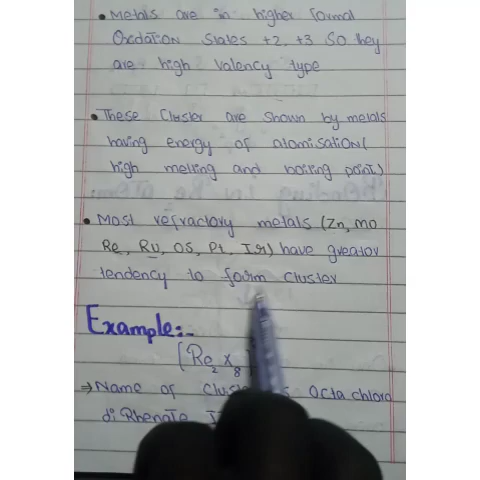 • Metals are in higher formal
Oxidation states +2, +3 so they
are high valency type
• These Cluster are shown by metals
having energy of atomisation(
high melting and boiling point)
• Most refractory metals (Zn, Mo
Re, Ru, Os, Pt, Ir) have greater
tendency to form cluster
Example:-
[Re₂X₈]
⇒ Name of Octa chloro
di Rhenate